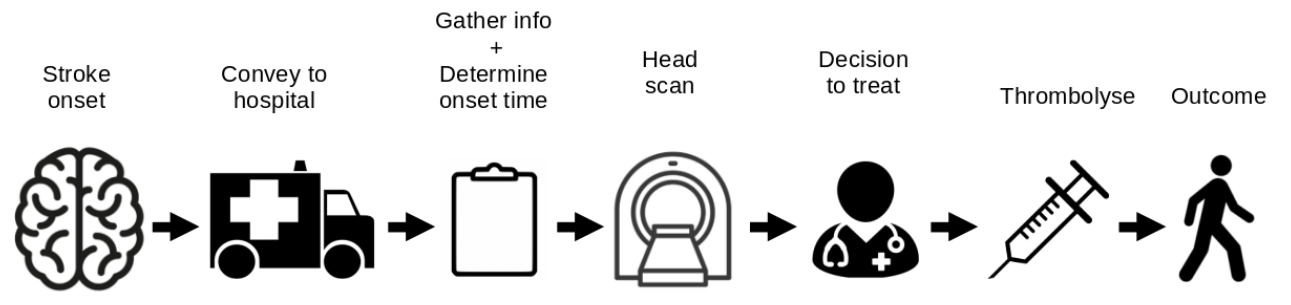 Stroke
onset
Convey to
hospital
Gather info
+
Determine
onset time
Head
scan
Decision
to treat
Thrombolyse
Outcome